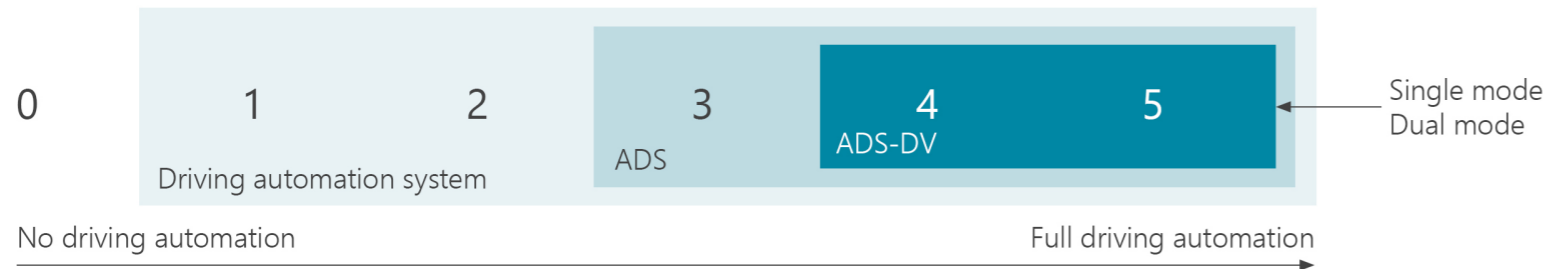 0 1 2 3 4 5
Single mode
Dual mode
ADS-DV
ADS
Driving automation system
No driving automation
Full driving automation